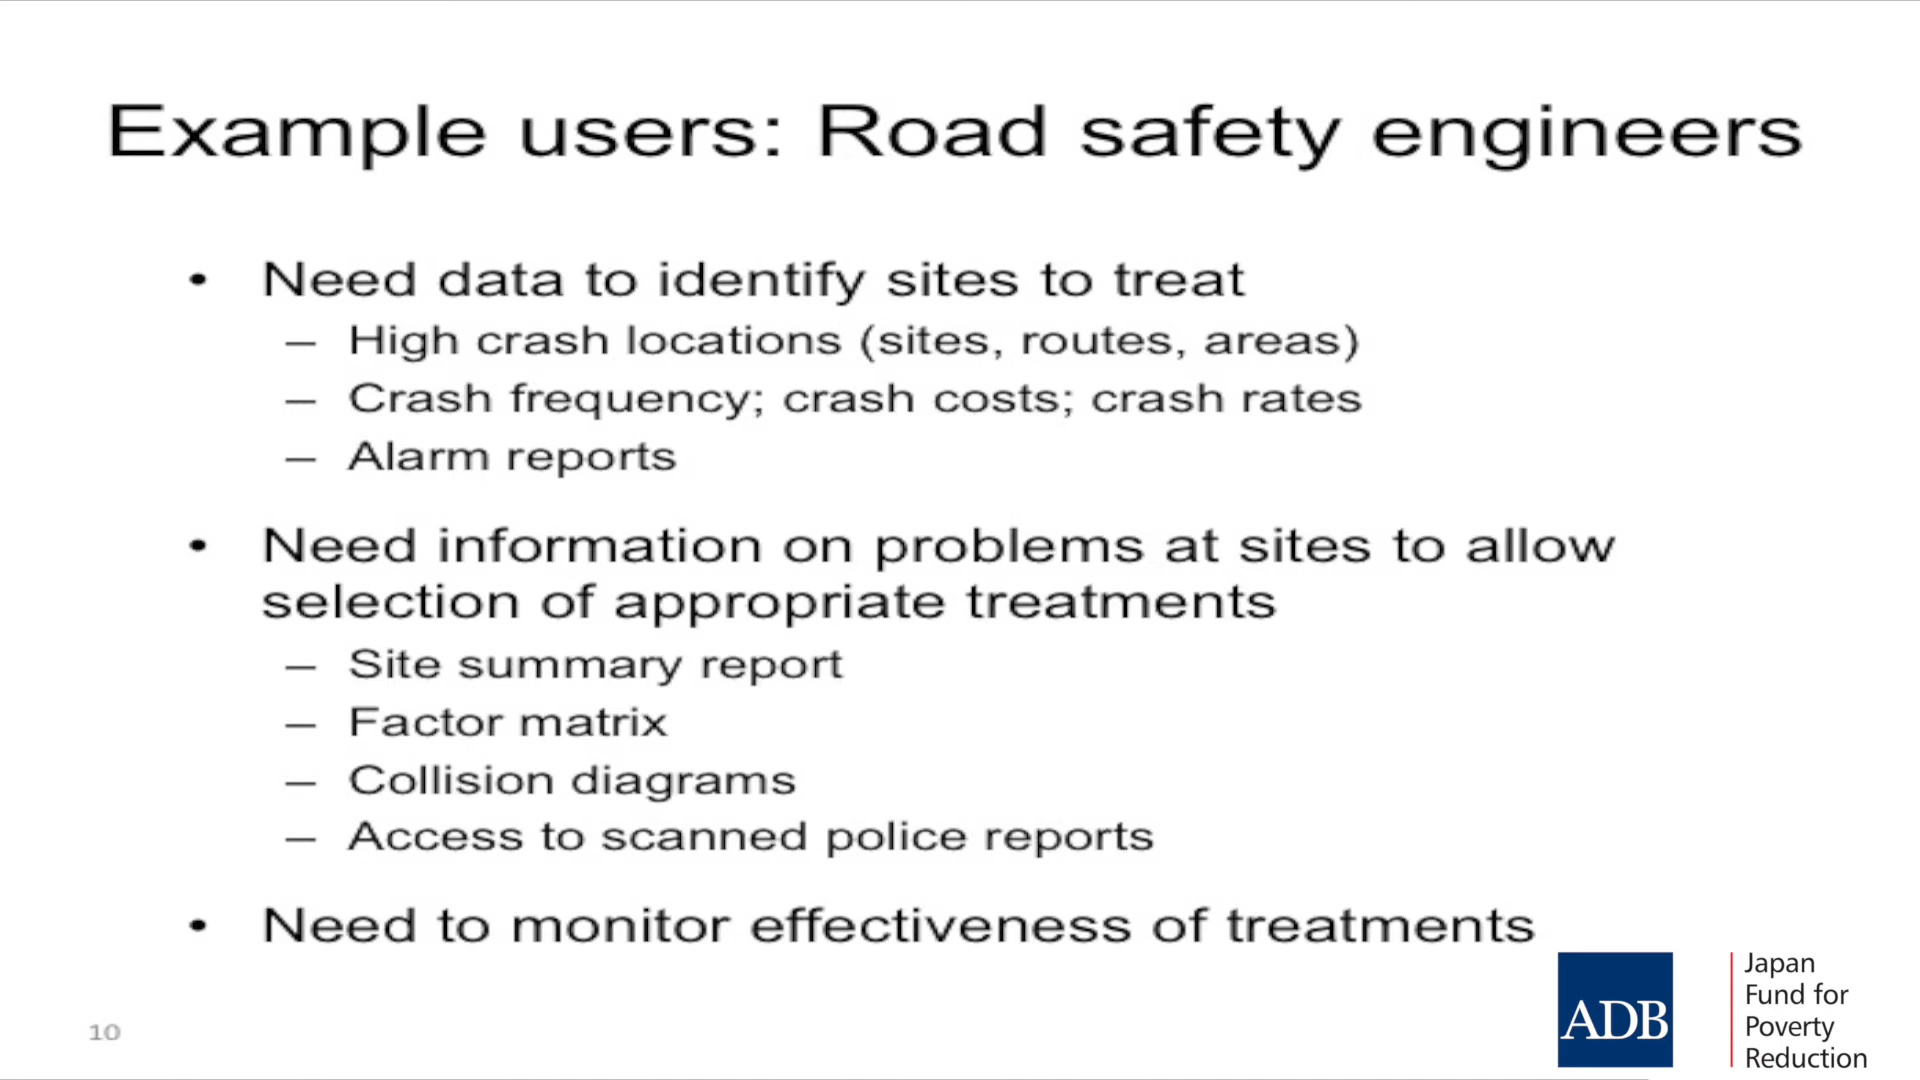 Example users: Road safety engineers
• Need data to identify sites to treat
– High crash locations (sites, routes, areas)
– Crash frequency; crash costs; crash rates
– Alarm reports
• Need information on problems at sites to allow
selection of appropriate treatments
– Site summary report
– Factor matrix
– Collision diagrams
– Access to scanned police reports
• Need to monitor effectiveness of treatments
10
ADB
Japan
Fund for
Poverty
Reduction